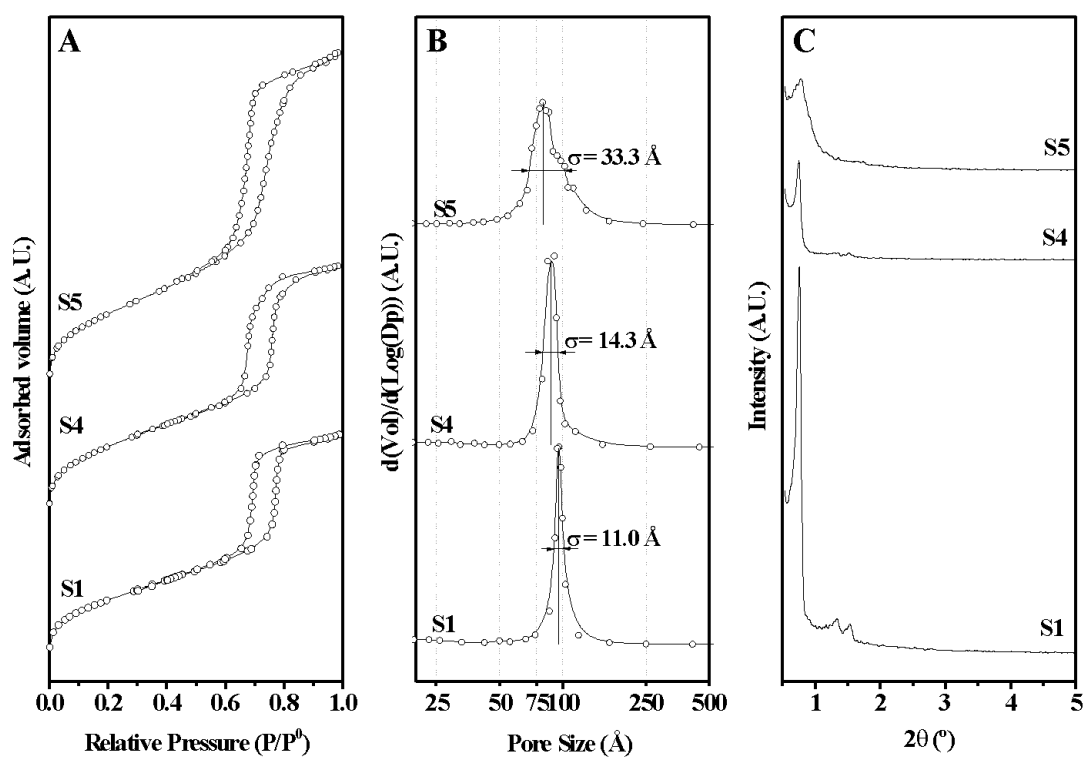 A
S5
S4
S1
0.0 0.2 0.4 0.6 0.8 1.0
Relative Pressure (P/P⁰)
Adsorbed volume (A.U.)
B
σ = 33.3 Å
S5
σ = 14.3 Å
S4
σ = 11.0 Å
S1
25 50 75 100 250 500
Pore Size (Å)
d(Vol)/d(Log(Dp)) (A.U.)
C
S5
S4
S1
1 2 3 4 5
2θ (º)
Intensity (A.U.)